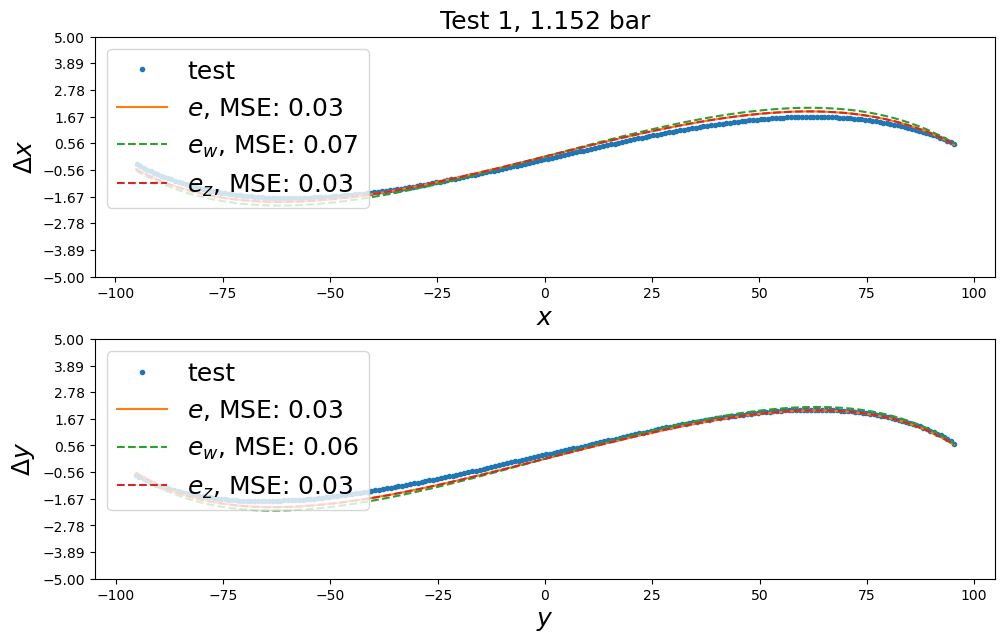 Test 1, 1.152 bar
5.00
3.89
2.78
1.67
0.56
−0.56
−1.67
−2.78
−3.89
−5.00
Δx
test
e, MSE: 0.03
e_w, MSE: 0.07
e_z, MSE: 0.03
−100 −75 −50 −25 0 25 50 75 100
x
5.00
3.89
2.78
1.67
0.56
−0.56
−1.67
−2.78
−3.89
−5.00
Δy
test
e, MSE: 0.03
e_w, MSE: 0.06
e_z, MSE: 0.03
−100 −75 −50 −25 0 25 50 75 100
y